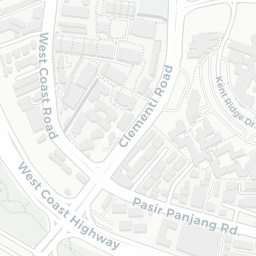 West Coast Road
Clementi Road
Kent Ridge Dr
West Coast Highway
Pasir Panjang Rd.